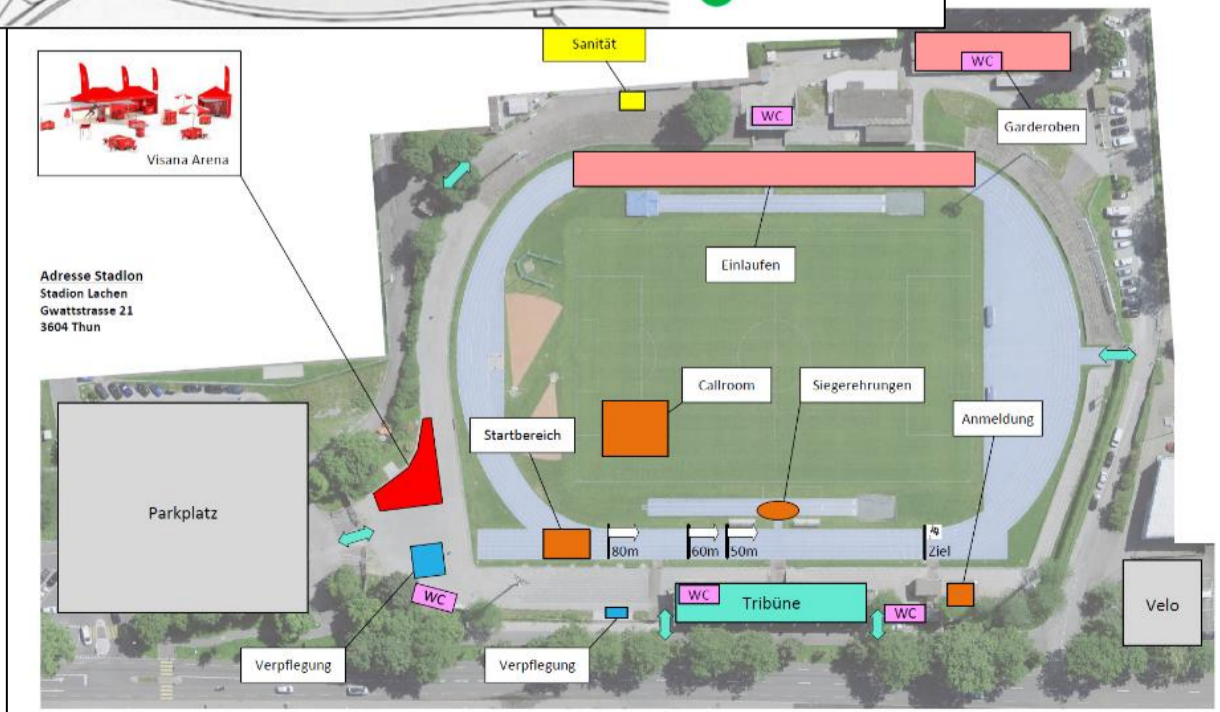 Sanität
WC
Garderoben
WC
Visana Arena
Einlaufen
Adresse Stadion
Stadion Lachen
Gwattstrasse 21
3604 Thun
Callroom
Siegerehrungen
Anmeldung
Startbereich
Parkplatz
80m
60m
50m
Ziel
WC
WC
Tribüne
WC
Velo
Verpflegung
Verpflegung